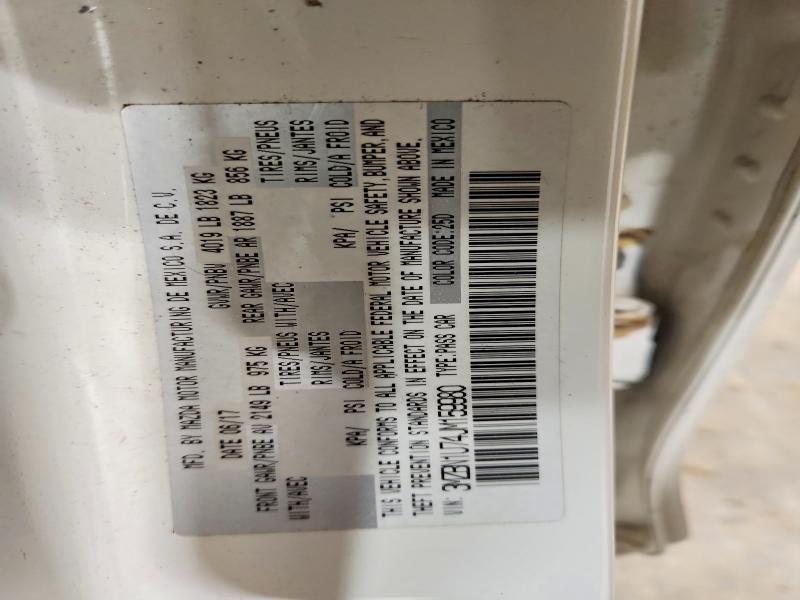 MFD. BY MAZDA MOTOR MANUFACTURING DE MEXICO S.A. DE C.V.
DATE 06/17 GVWR/PNBV 4019 LB 1823 KG
FRONT GAWR/PNBE AV 2149 LB 975 KG REAR GAWR/PNBE AR 1887 LB 856 KG
WITH/AVEC TIRES/PNEUS WITH/AVEC TIRES/PNEUS
RIMS/JANTES RIMS/JANTES
KPA/ PSI COLD/A FROID KPA/ PSI COLD/A FROID
THIS VEHICLE CONFORMS TO ALL APPLICABLE FEDERAL MOTOR VEHICLE SAFETY,BUMPER,AND
THEFT PREVENTION STANDARDS IN EFFECT ON THE DATE OF MANUFACTURE SHOWN ABOVE.
VIN: 3MZBN1U74JM159980 TYPE:PASS CAR COLOR CODE:25D MADE IN MEXICO